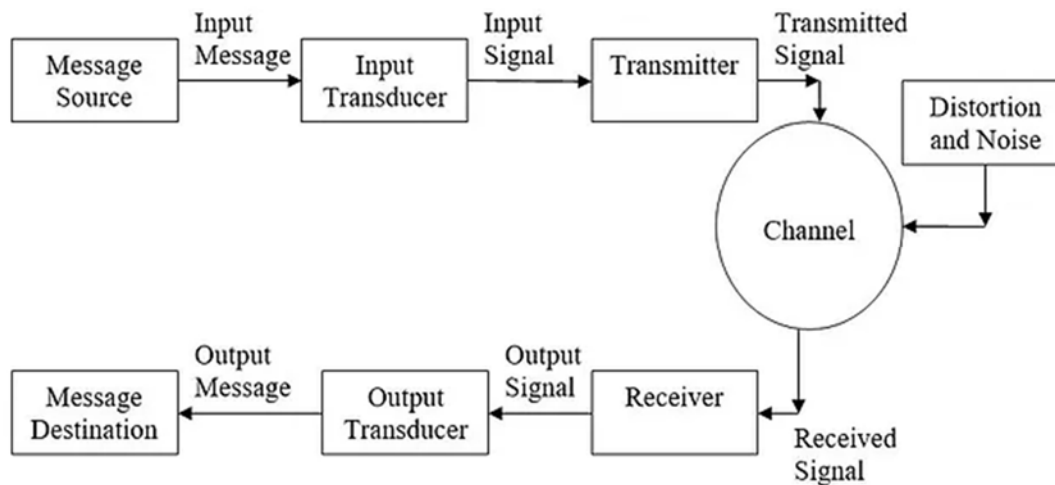 Input
Message
Input
Signal
Transmitted
Signal
Message
Source
Input
Transducer
Transmitter
Distortion
and Noise
Channel
Output
Message
Output
Signal
Message
Destination
Output
Transducer
Receiver
Received
Signal